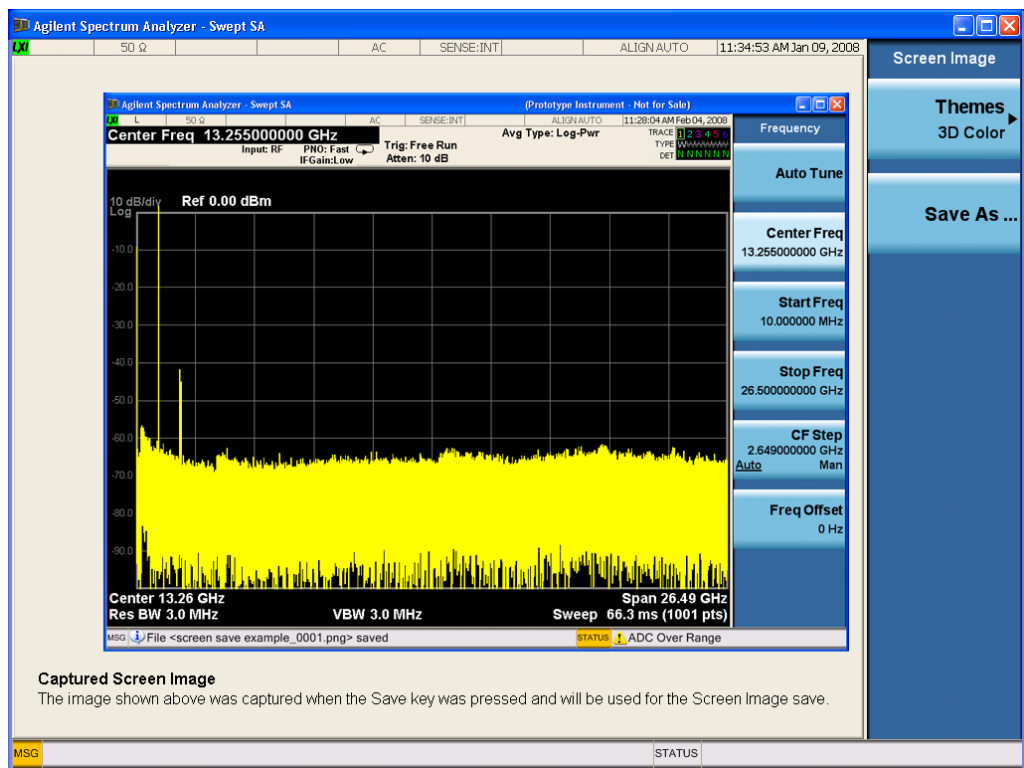 Agilent Spectrum Analyzer - Swept SA
LXI 50 Ω AC SENSE:INT ALIGN AUTO 11:34:53 AM Jan 09, 2008
Screen Image
Themes
3D Color
Save As ...
Agilent Spectrum Analyzer - Swept SA (Prototype Instrument - Not for Sale)
LXI L 50 Ω AC SENSE:INT ALIGNAUTO 11:28:04 AM Feb 04, 2008
Center Freq 13.255000000 GHz
Input: RF PNO: Fast
IFGain:Low
Trig: Free Run
Atten: 10 dB
Avg Type: Log-Pwr
TRACE 1 2 3 4 5 6
TYPE WWWWWW
DET N N N N N N
Frequency
Auto Tune
Center Freq
13.255000000 GHz
Start Freq
10.000000 MHz
Stop Freq
26.500000000 GHz
CF Step
2.649000000 GHz
Auto Man
Freq Offset
0 Hz
10 dB/div Ref 0.00 dBm
Log
-10.0
-20.0
-30.0
-40.0
-50.0
-60.0
-70.0
-80.0
-90.0
Center 13.26 GHz Span 26.49 GHz
Res BW 3.0 MHz VBW 3.0 MHz Sweep 66.3 ms (1001 pts)
MSG File <screen save example_0001.png> saved STATUS ADC Over Range
Captured Screen Image
The image shown above was captured when the Save key was pressed and will be used for the Screen Image save.
MSG STATUS